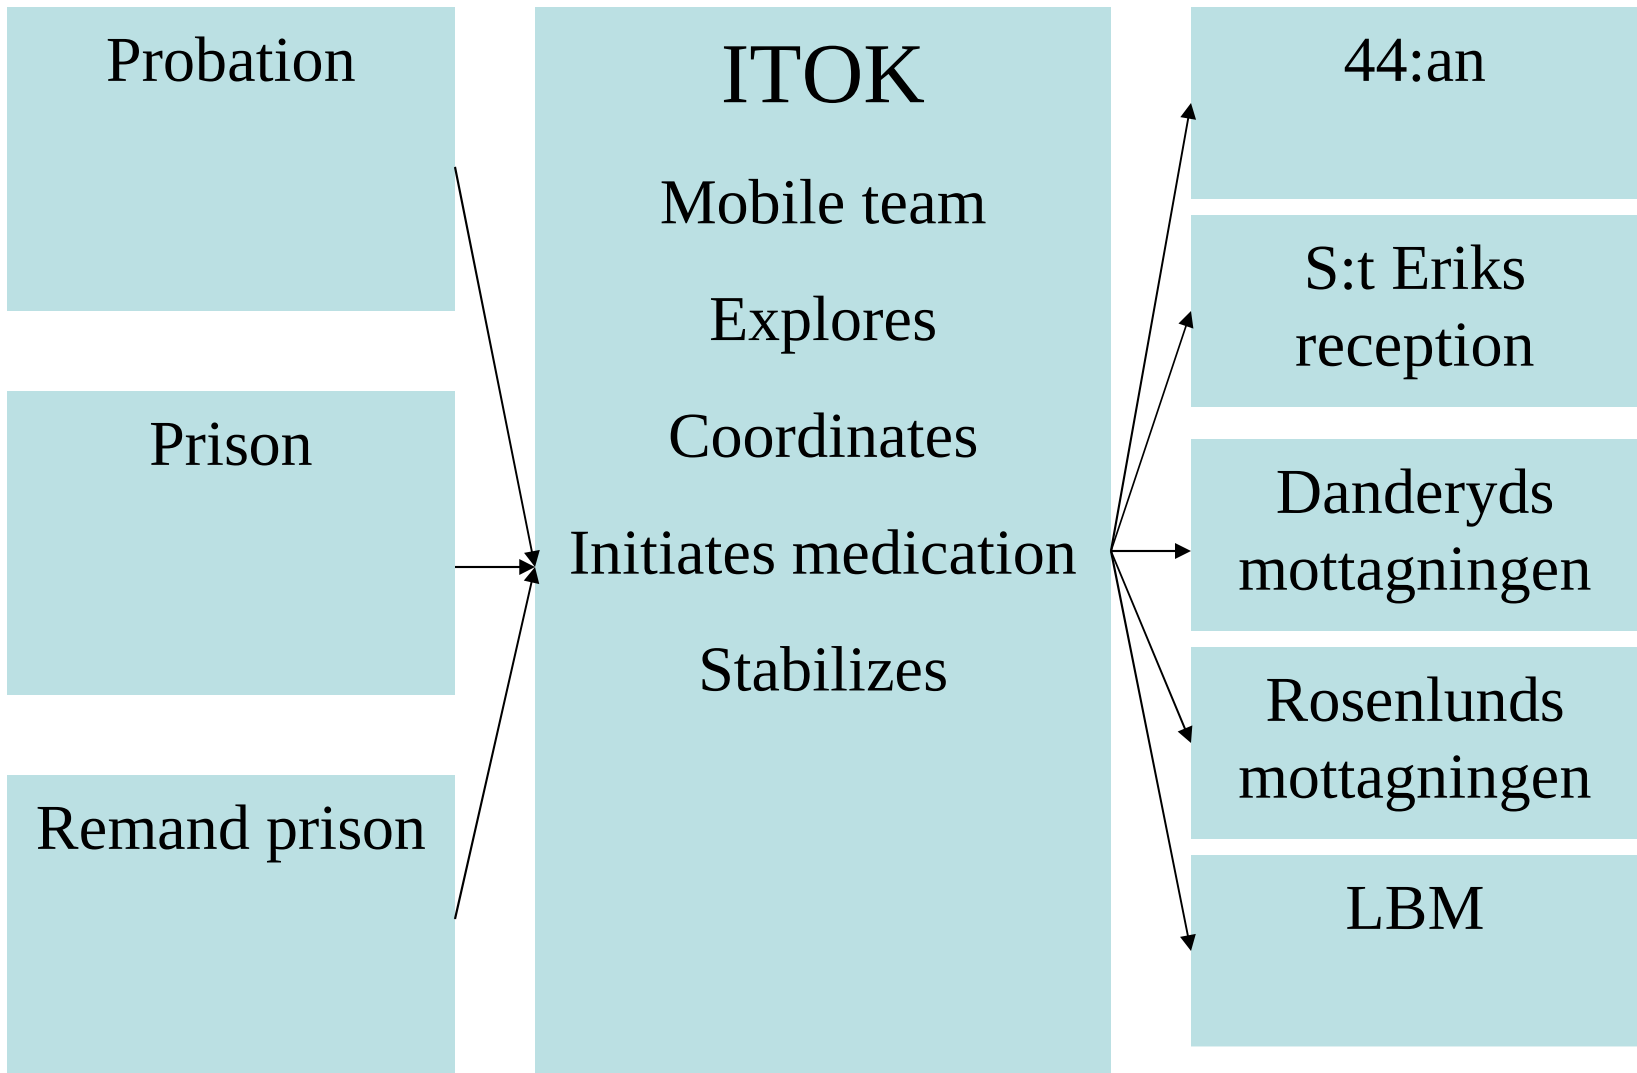 Probation
Prison
Remand prison
ITOK
Mobile team
Explores
Coordinates
Initiates medication
Stabilizes
44:an
S:t Eriks
reception
Danderyds
mottagningen
Rosenlunds
mottagningen
LBM